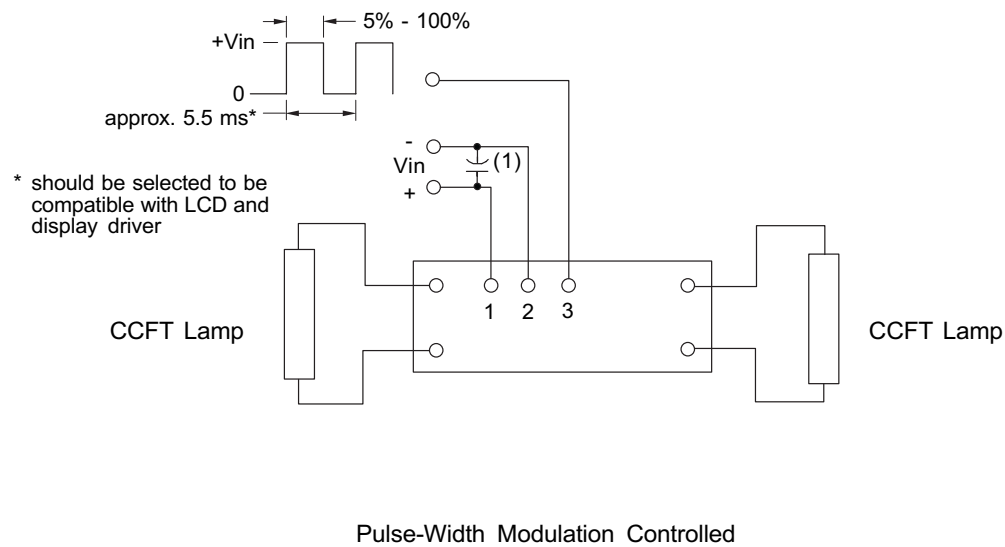 5% - 100%
+Vin
0
approx. 5.5 ms*
-
Vin
+
(1)
* should be selected to be
compatible with LCD and
display driver
1 2 3
CCFT Lamp
CCFT Lamp
Pulse-Width Modulation Controlled